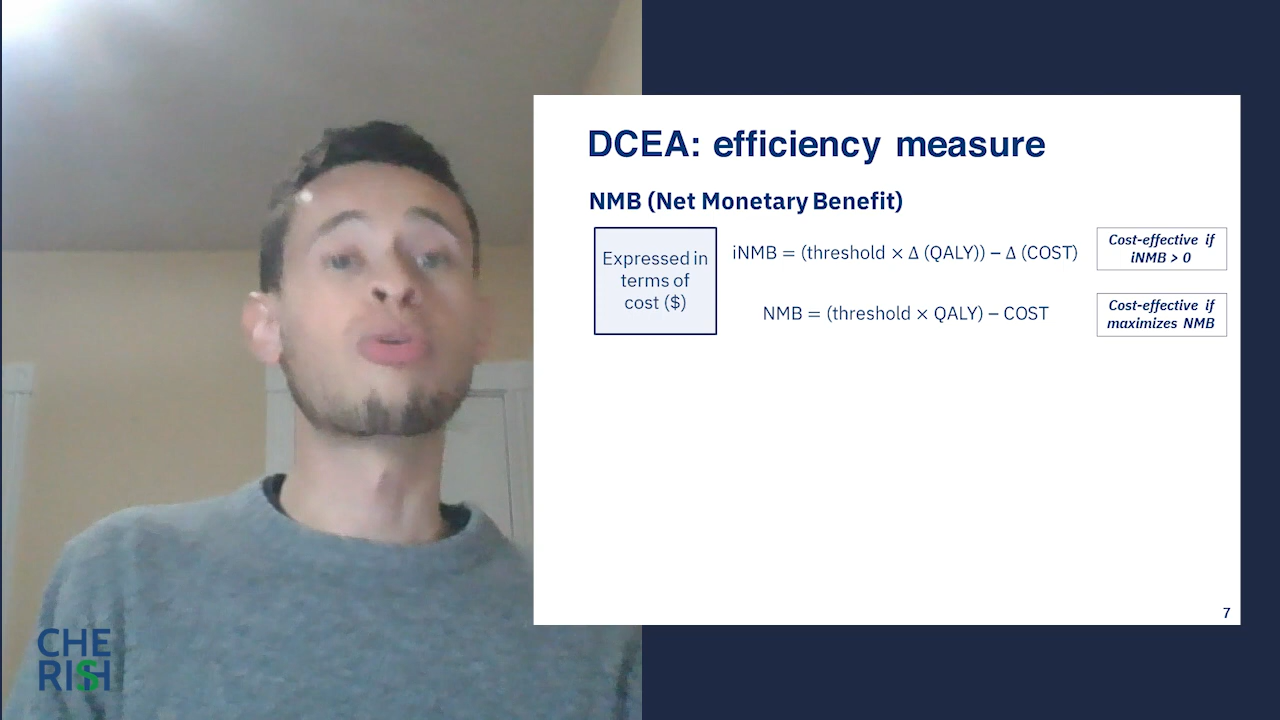 DCEA: efficiency measure
NMB (Net Monetary Benefit)
Expressed in
terms of
cost ($)
iNMB = (threshold × Δ (QALY)) – Δ (COST)
Cost-effective if
iNMB > 0
NMB = (threshold × QALY) – COST
Cost-effective if
maximizes NMB
7
CHE
RISH